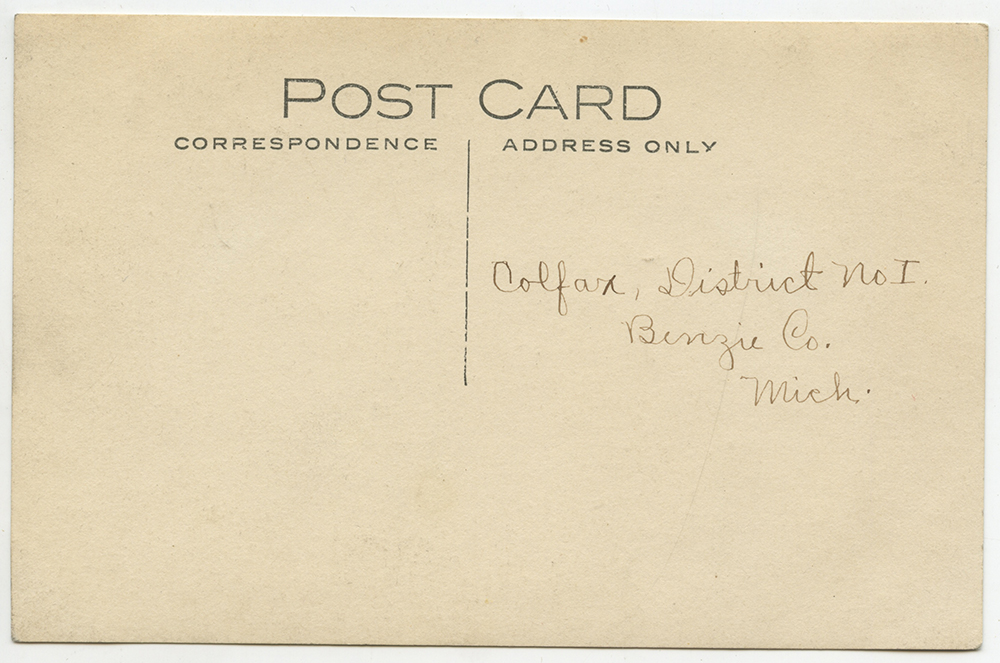 POST CARD
CORRESPONDENCE
ADDRESS ONLY
Colfax, District No I.
Benzie Co.
Mich.